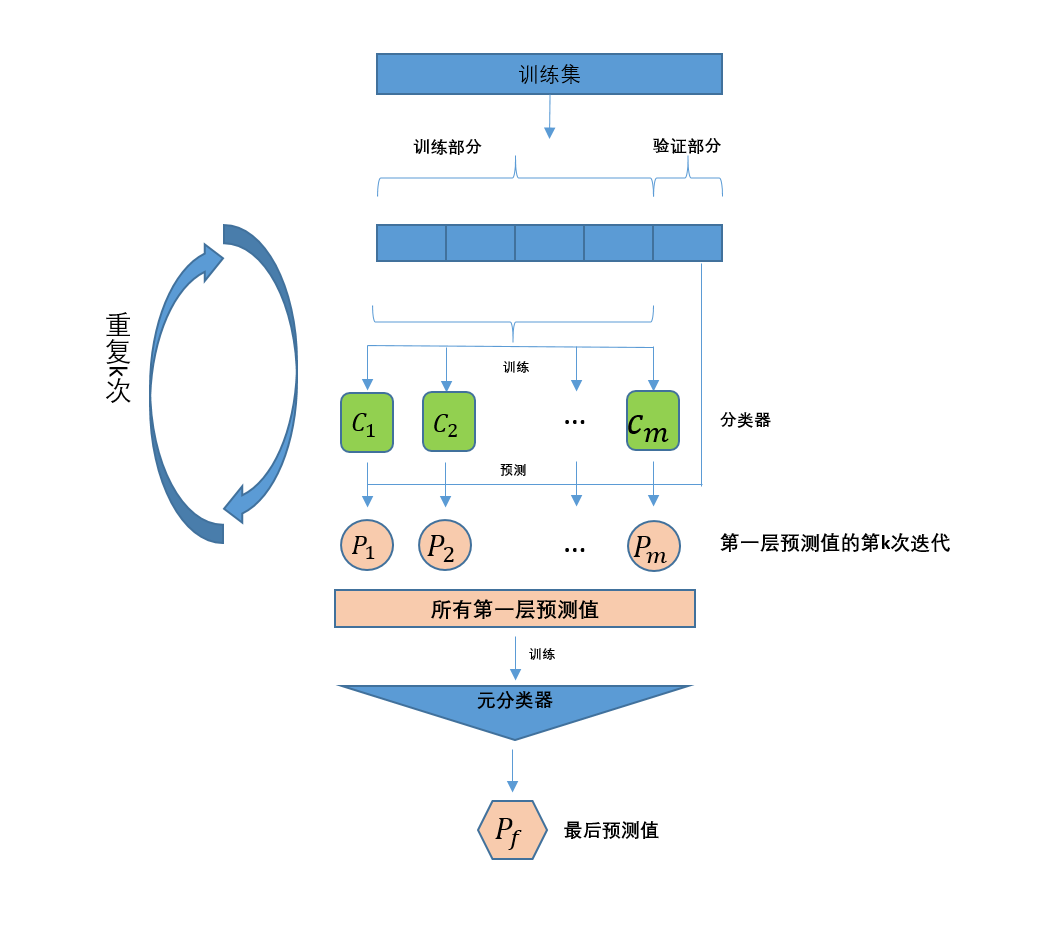 训练集
训练部分
验证部分
重复k次
训练
C₁
C₂
...
cₘ
分类器
预测
P₁
P₂
...
Pₘ
第一层预测值的第k次迭代
所有第一层预测值
训练
元分类器
P_f
最后预测值